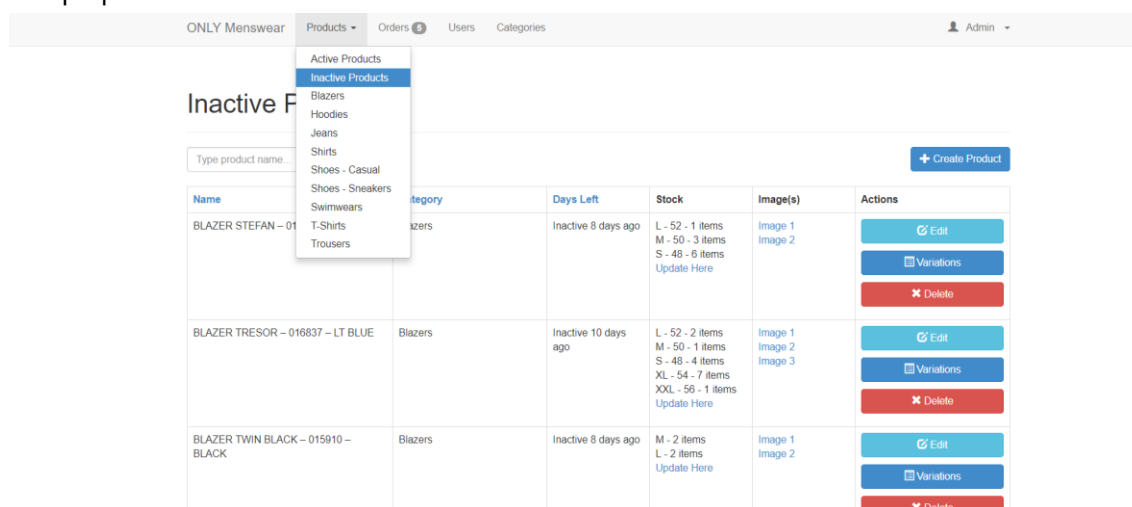 ONLY Menswear Products Orders 5 Users Categories Admin
Active Products
Inactive Products
Blazers
Hoodies
Jeans
Shirts
Shoes - Casual
Shoes - Sneakers
Swimwears
T-Shirts
Trousers
Inactive
Type product name...
Create Product
Name Days Left Stock Image(s) Actions
BLAZER STEFAN – 01 Inactive 8 days ago L - 52 - 1 items Image 1 Edit
M - 50 - 3 items Image 2
S - 48 - 6 items
Update Here
Variations
Delete
BLAZER TRESOR – 016837 – LT BLUE Blazers Inactive 10 days L - 52 - 2 items Image 1 Edit
ago M - 50 - 1 items Image 2
S - 48 - 4 items Image 3
XL - 54 - 7 items Variations
XXL - 56 - 1 items
Update Here Delete
BLAZER TWIN BLACK – 015910 – Blazers Inactive 8 days ago M - 2 items Image 1 Edit
BLACK L - 2 items Image 2
Update Here Variations